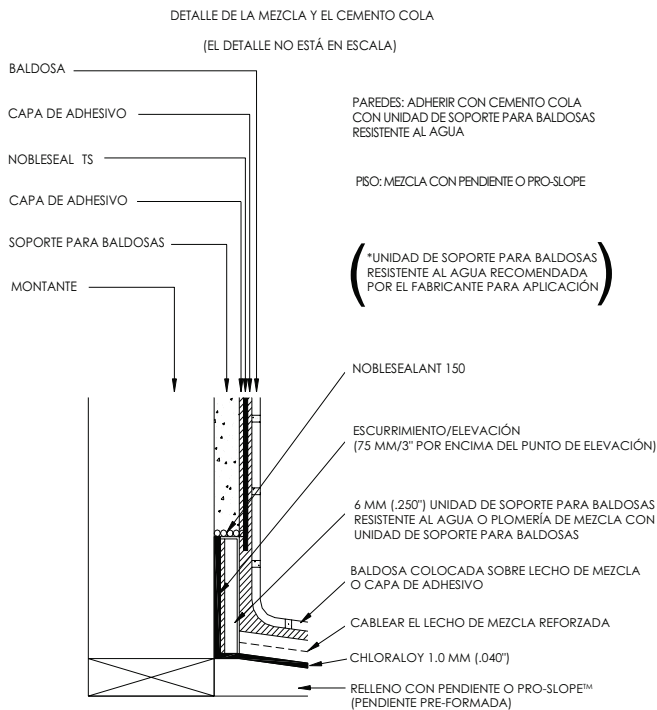 DETALLE DE LA MEZCLA Y EL CEMENTO COLA
(EL DETALLE NO ESTÁ EN ESCALA)
BALDOSA
CAPA DE ADHESIVO
NOBLESEAL TS
CAPA DE ADHESIVO
SOPORTE PARA BALDOSAS
MONTANTE
PAREDES: ADHERIR CON CEMENTO COLA
CON UNIDAD DE SOPORTE PARA BALDOSAS
RESISTENTE AL AGUA
PISO: MEZCLA CON PENDIENTE O PRO-SLOPE
(*UNIDAD DE SOPORTE PARA BALDOSAS
RESISTENTE AL AGUA RECOMENDADA
POR EL FABRICANTE PARA APLICACIÓN)
NOBLESEALANT 150
ESCURRIMIENTO/ELEVACIÓN
(75 MM/3" POR ENCIMA DEL PUNTO DE ELEVACIÓN)
6 MM (.250") UNIDAD DE SOPORTE PARA BALDOSAS
RESISTENTE AL AGUA O PLOMERÍA DE MEZCLA CON
UNIDAD DE SOPORTE PARA BALDOSAS
BALDOSA COLOCADA SOBRE LECHO DE MEZCLA
O CAPA DE ADHESIVO
CABLEAR EL LECHO DE MEZCLA REFORZADA
CHLORALOY 1.0 MM (.040")
RELLENO CON PENDIENTE O PRO-SLOPE™
(PENDIENTE PRE-FORMADA)